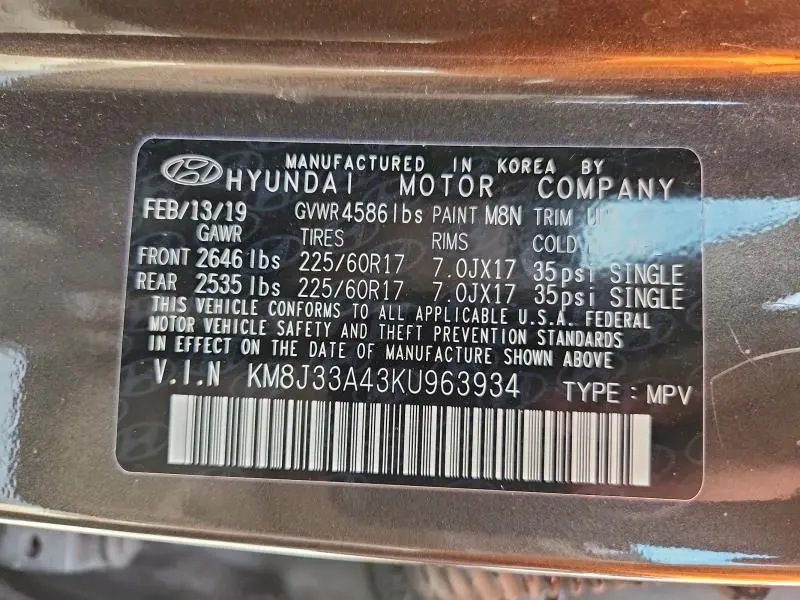 MANUFACTURED IN KOREA BY
HYUNDAI MOTOR COMPANY
FEB/13/19 GVWR 4586lbs PAINT M8N TRIM
GAWR TIRES RIMS COLD
FRONT 2646 lbs 225/60R17 7.0JX17 35psi SINGLE
REAR 2535 lbs 225/60R17 7.0JX17 35psi SINGLE
THIS VEHICLE CONFORMS TO ALL APPLICABLE U.S.A. FEDERAL
MOTOR VEHICLE SAFETY AND THEFT PREVENTION STANDARDS
IN EFFECT ON THE DATE OF MANUFACTURE SHOWN ABOVE
V.I.N KM8J33A43KU963934 TYPE : MPV